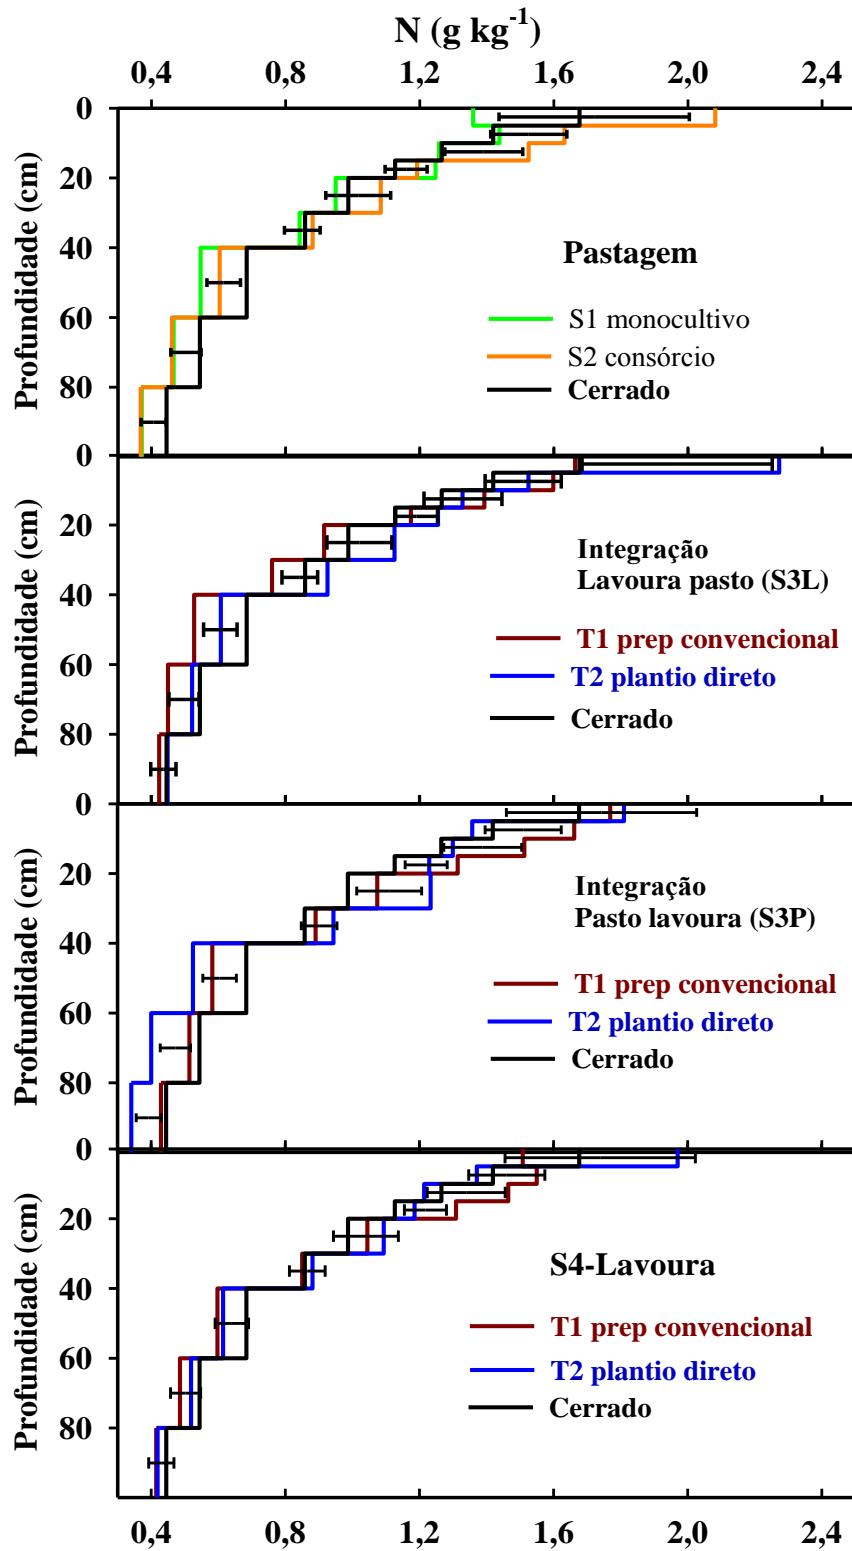 N (g kg⁻¹)
0,4 0,8 1,2 1,6 2,0 2,4
Profundidade (cm)
0
20
40
60
80
Pastagem
S1 monocultivo
S2 consórcio
Cerrado
Profundidade (cm)
0
20
40
60
80
Integração
Lavoura pasto (S3L)
T1 prep convencional
T2 plantio direto
Cerrado
Profundidade (cm)
0
20
40
60
80
Integração
Pasto lavoura (S3P)
T1 prep convencional
T2 plantio direto
Cerrado
Profundidade (cm)
0
20
40
60
80
S4-Lavoura
T1 prep convencional
T2 plantio direto
Cerrado
0,4 0,8 1,2 1,6 2,0 2,4